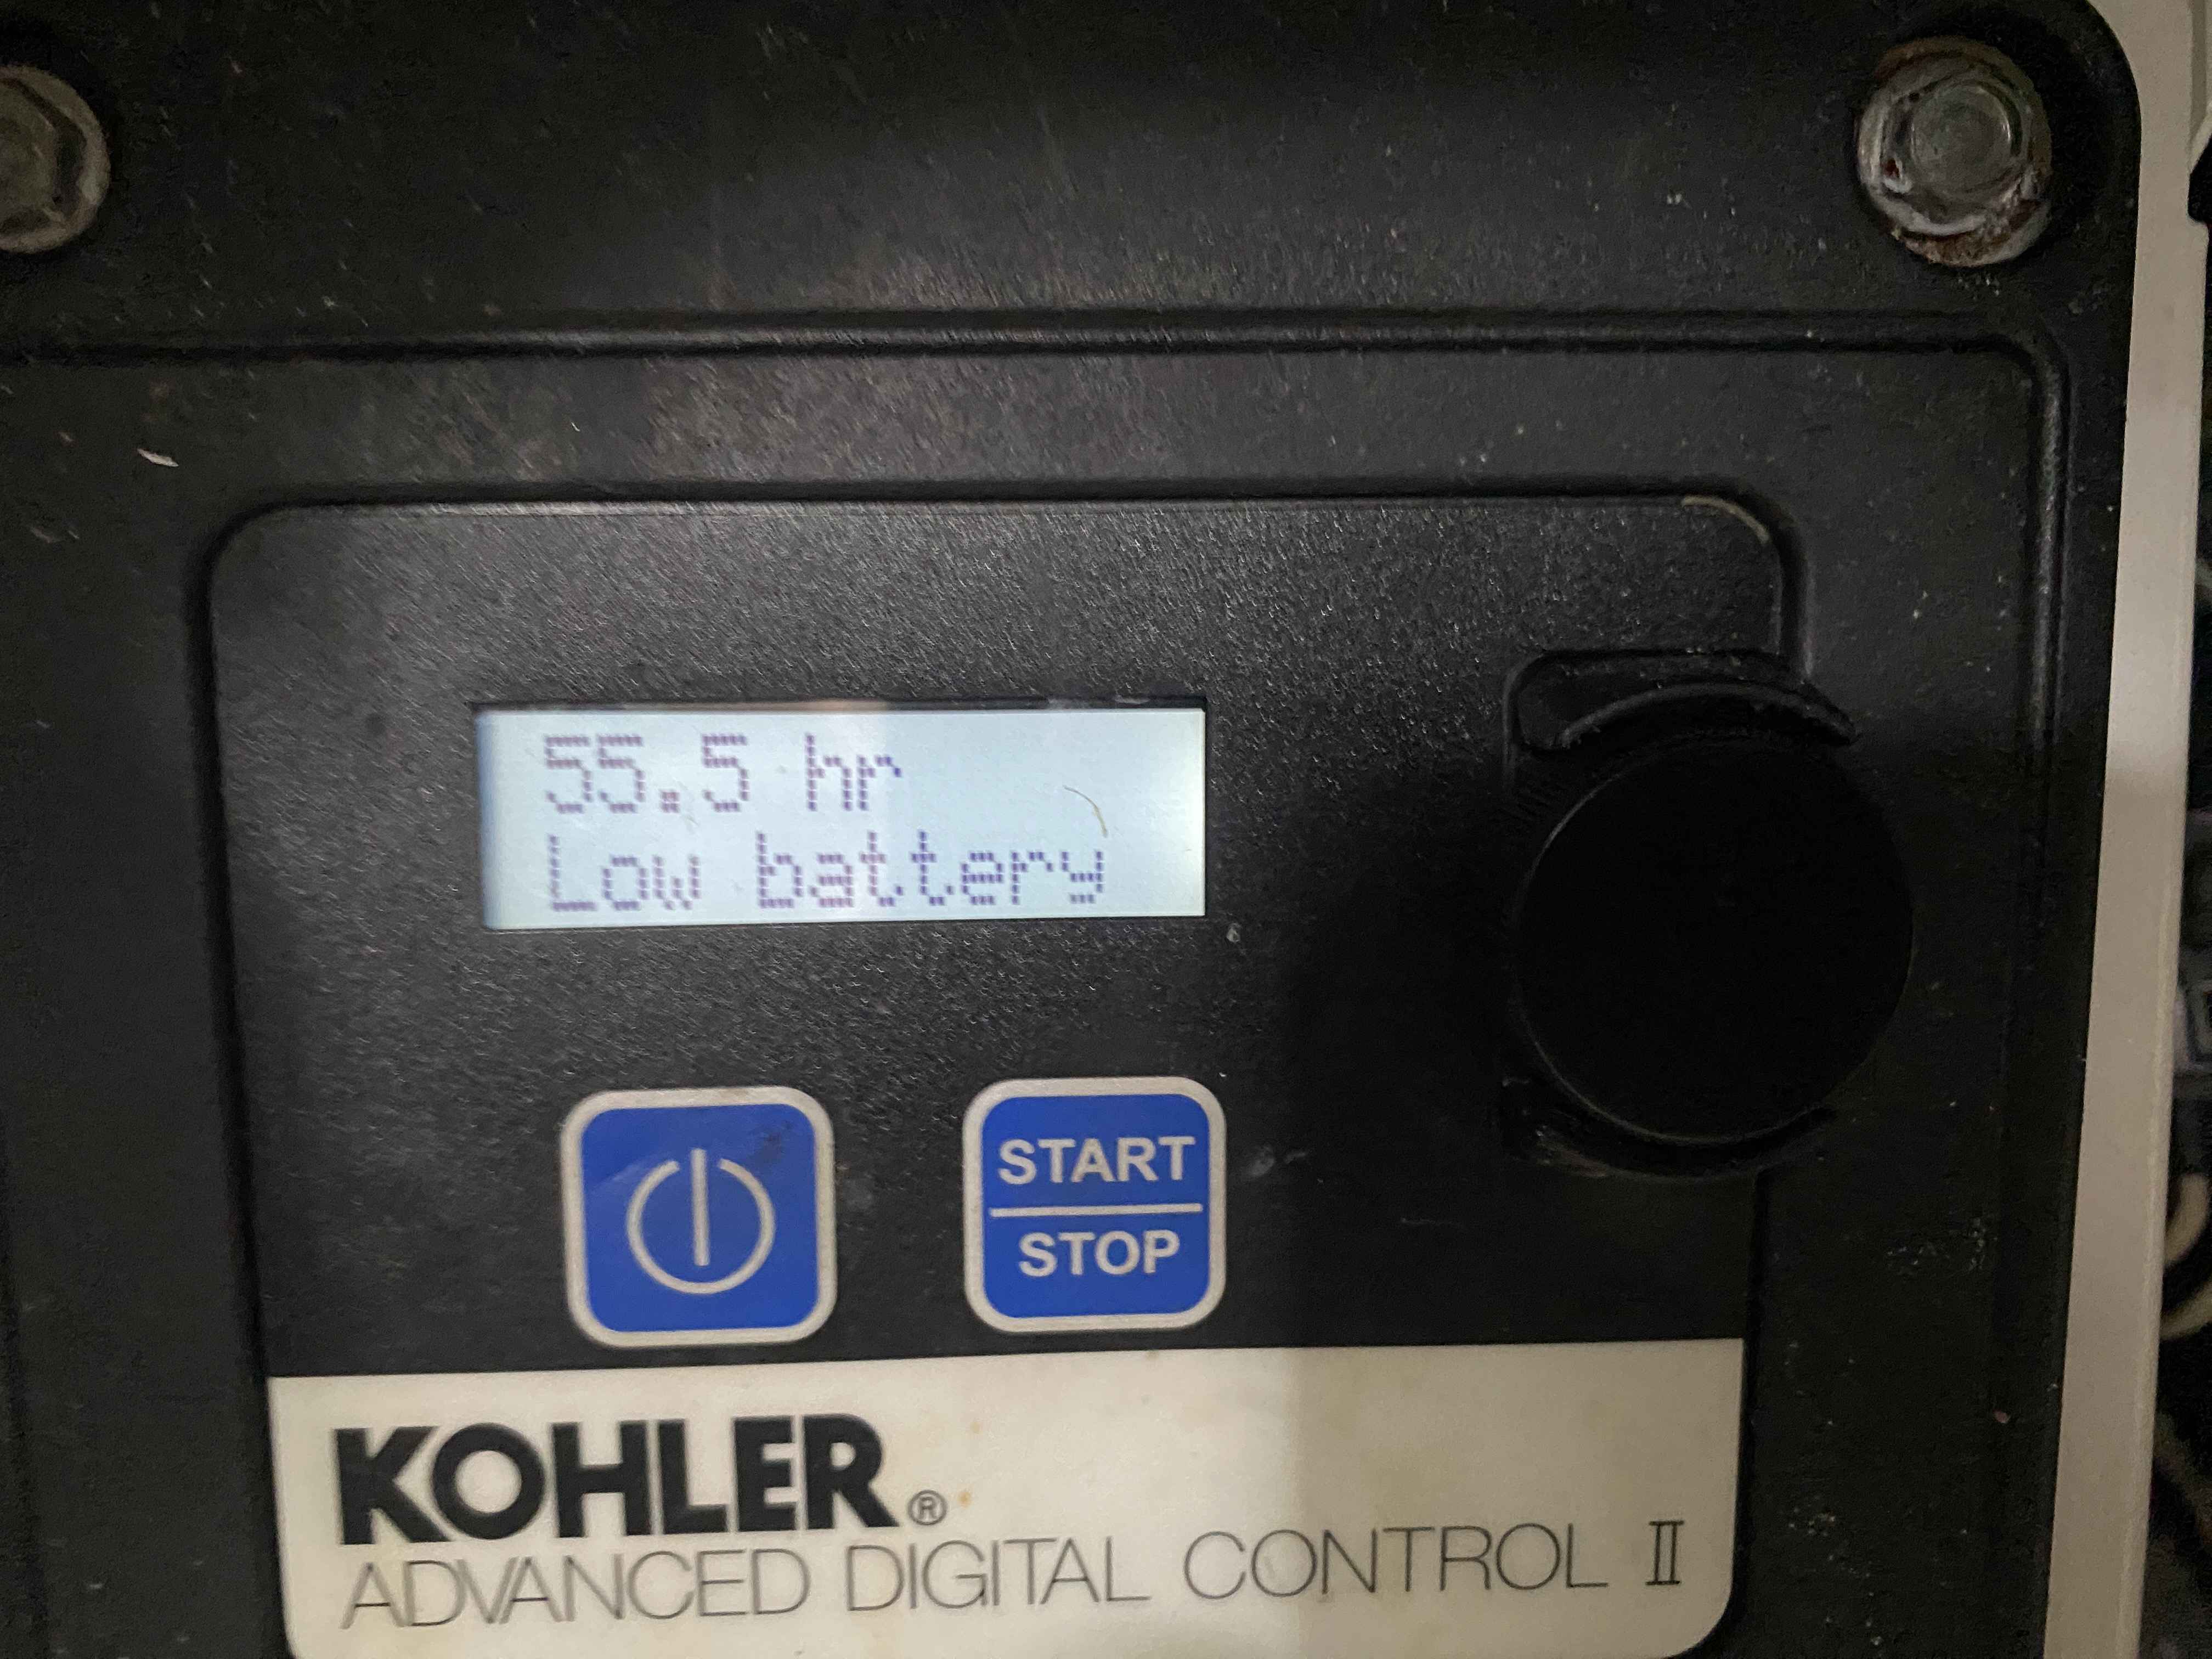 55.5 hr
Low battery
START
STOP
KOHLER®
ADVANCED DIGITAL CONTROL II